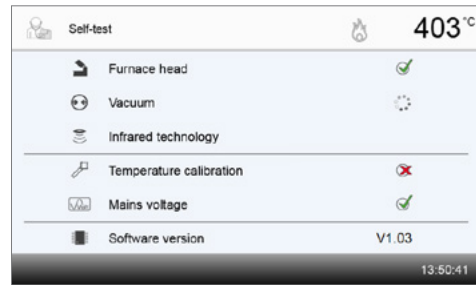 Self-test 403 °C
Furnace head
Vacuum
Infrared technology
Temperature calibration
Mains voltage
Software version V1.03
13:50:41